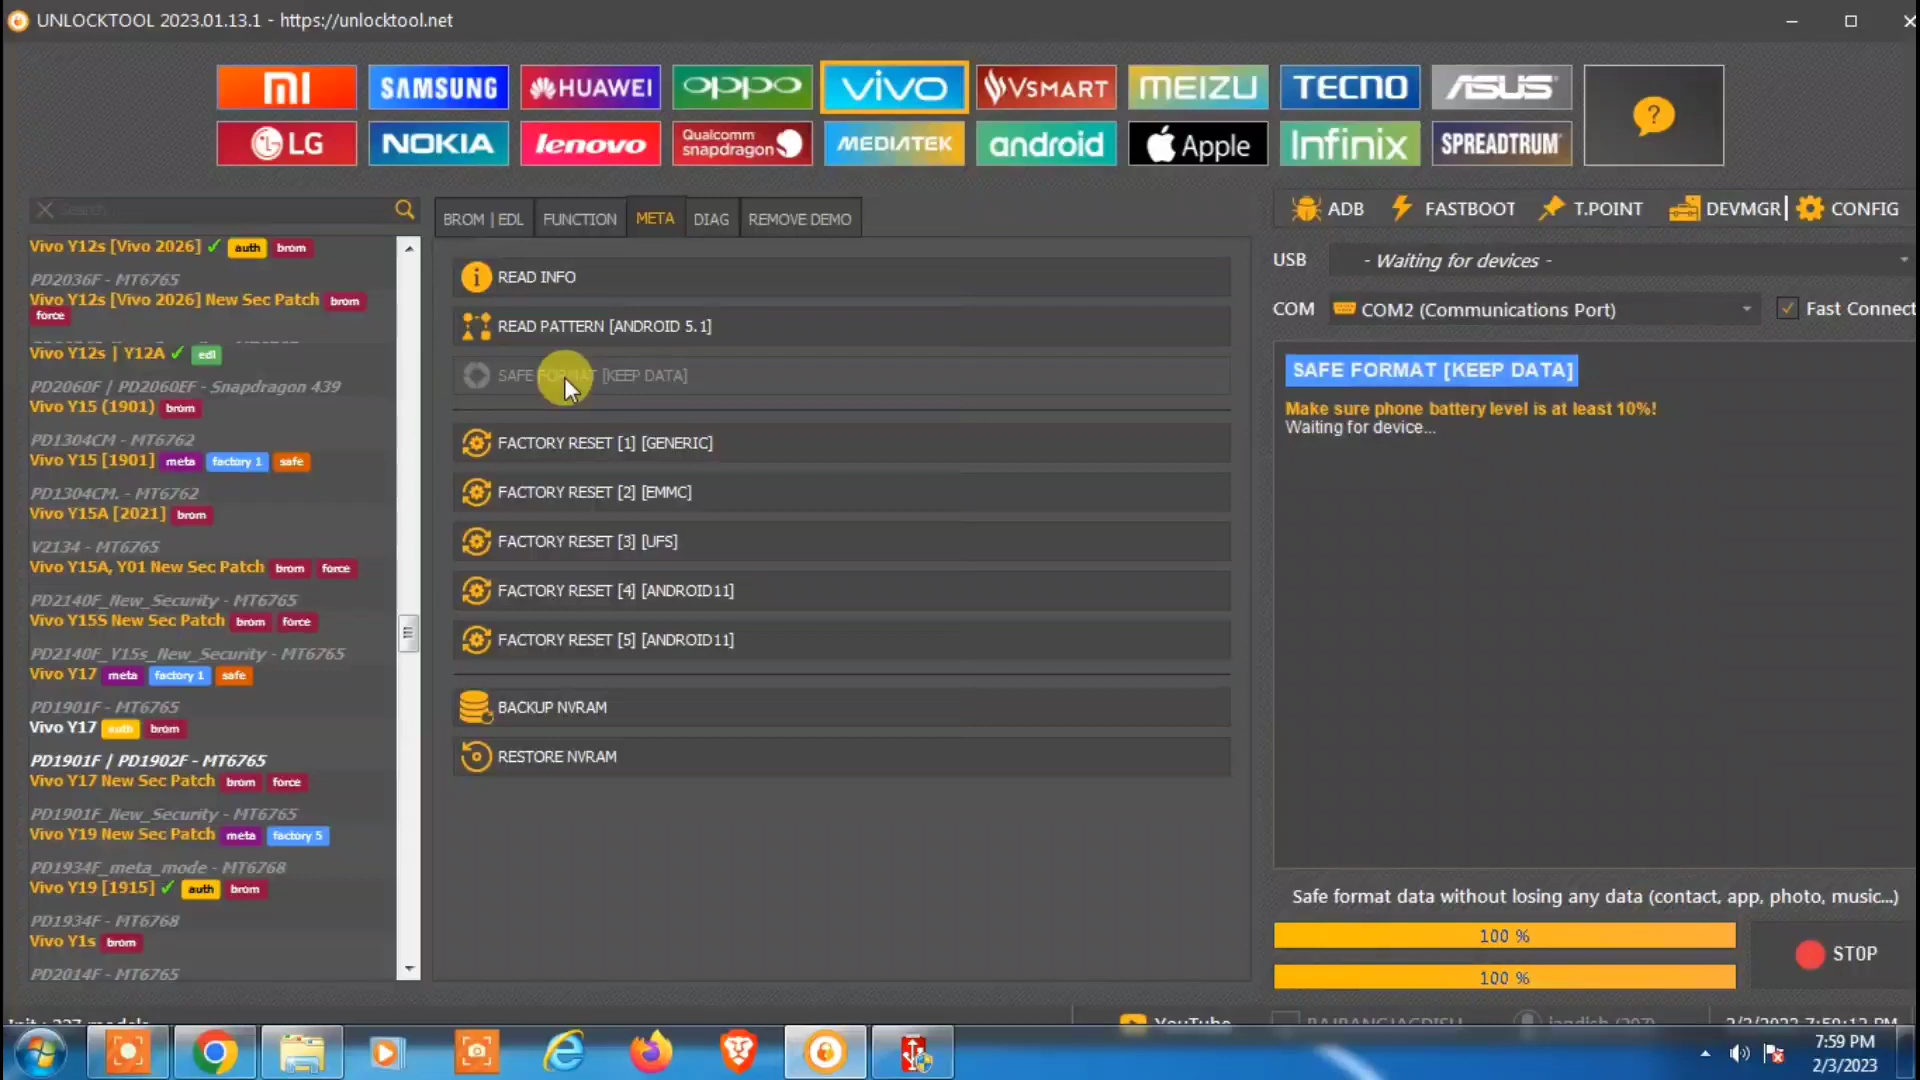 UNLOCKTOOL 2023.01.13.1 - https://unlocktool.net
MI SAMSUNG HUAWEI oppo vivo VSMART MEIZU TECNO ASUS ?
LG NOKIA lenovo Qualcomm snapdragon MEDIATEK android Apple Infinix SPREADTRUM
Search
BROM | EDL FUNCTION META DIAG REMOVE DEMO
ADB FASTBOOT T.POINT DEVMGR CONFIG
Vivo Y12s [Vivo 2026] ✓ auth brom
PD2036F - MT6765
Vivo Y12s [Vivo 2026] New Sec Patch brom
force
Vivo Y12s | Y12A ✓ edl
PD2060F | PD2060EF - Snapdragon 439
Vivo Y15 (1901) brom
PD1304CM - MT6762
Vivo Y15 [1901] meta factory 1 safe
PD1304CM. - MT6762
Vivo Y15A [2021] brom
V2134 - MT6765
Vivo Y15A, Y01 New Sec Patch brom force
PD2140F_New_Security - MT6765
Vivo Y15S New Sec Patch brom force
PD2140F_Y15s_New_Security - MT6765
Vivo Y17 meta factory 1 safe
PD1901F - MT6765
Vivo Y17 auth brom
PD1901F | PD1902F - MT6765
Vivo Y17 New Sec Patch brom force
PD1901F_New_Security - MT6765
Vivo Y19 New Sec Patch meta factory 5
PD1934F_meta_mode - MT6768
Vivo Y19 [1915] ✓ auth brom
PD1934F - MT6768
Vivo Y1s brom
PD2014F - MT6765
READ INFO
READ PATTERN [ANDROID 5.1]
SAFE FORMAT [KEEP DATA]
FACTORY RESET [1] [GENERIC]
FACTORY RESET [2] [EMMC]
FACTORY RESET [3] [UFS]
FACTORY RESET [4] [ANDROID11]
FACTORY RESET [5] [ANDROID11]
BACKUP NVRAM
RESTORE NVRAM
USB - Waiting for devices -
COM COM2 (Communications Port) Fast Connect
SAFE FORMAT [KEEP DATA]
Make sure phone battery level is at least 10%!
Waiting for device...
Safe format data without losing any data (contact, app, photo, music...)
100 %
100 %
STOP
YouTube
7:59 PM
2/3/2023